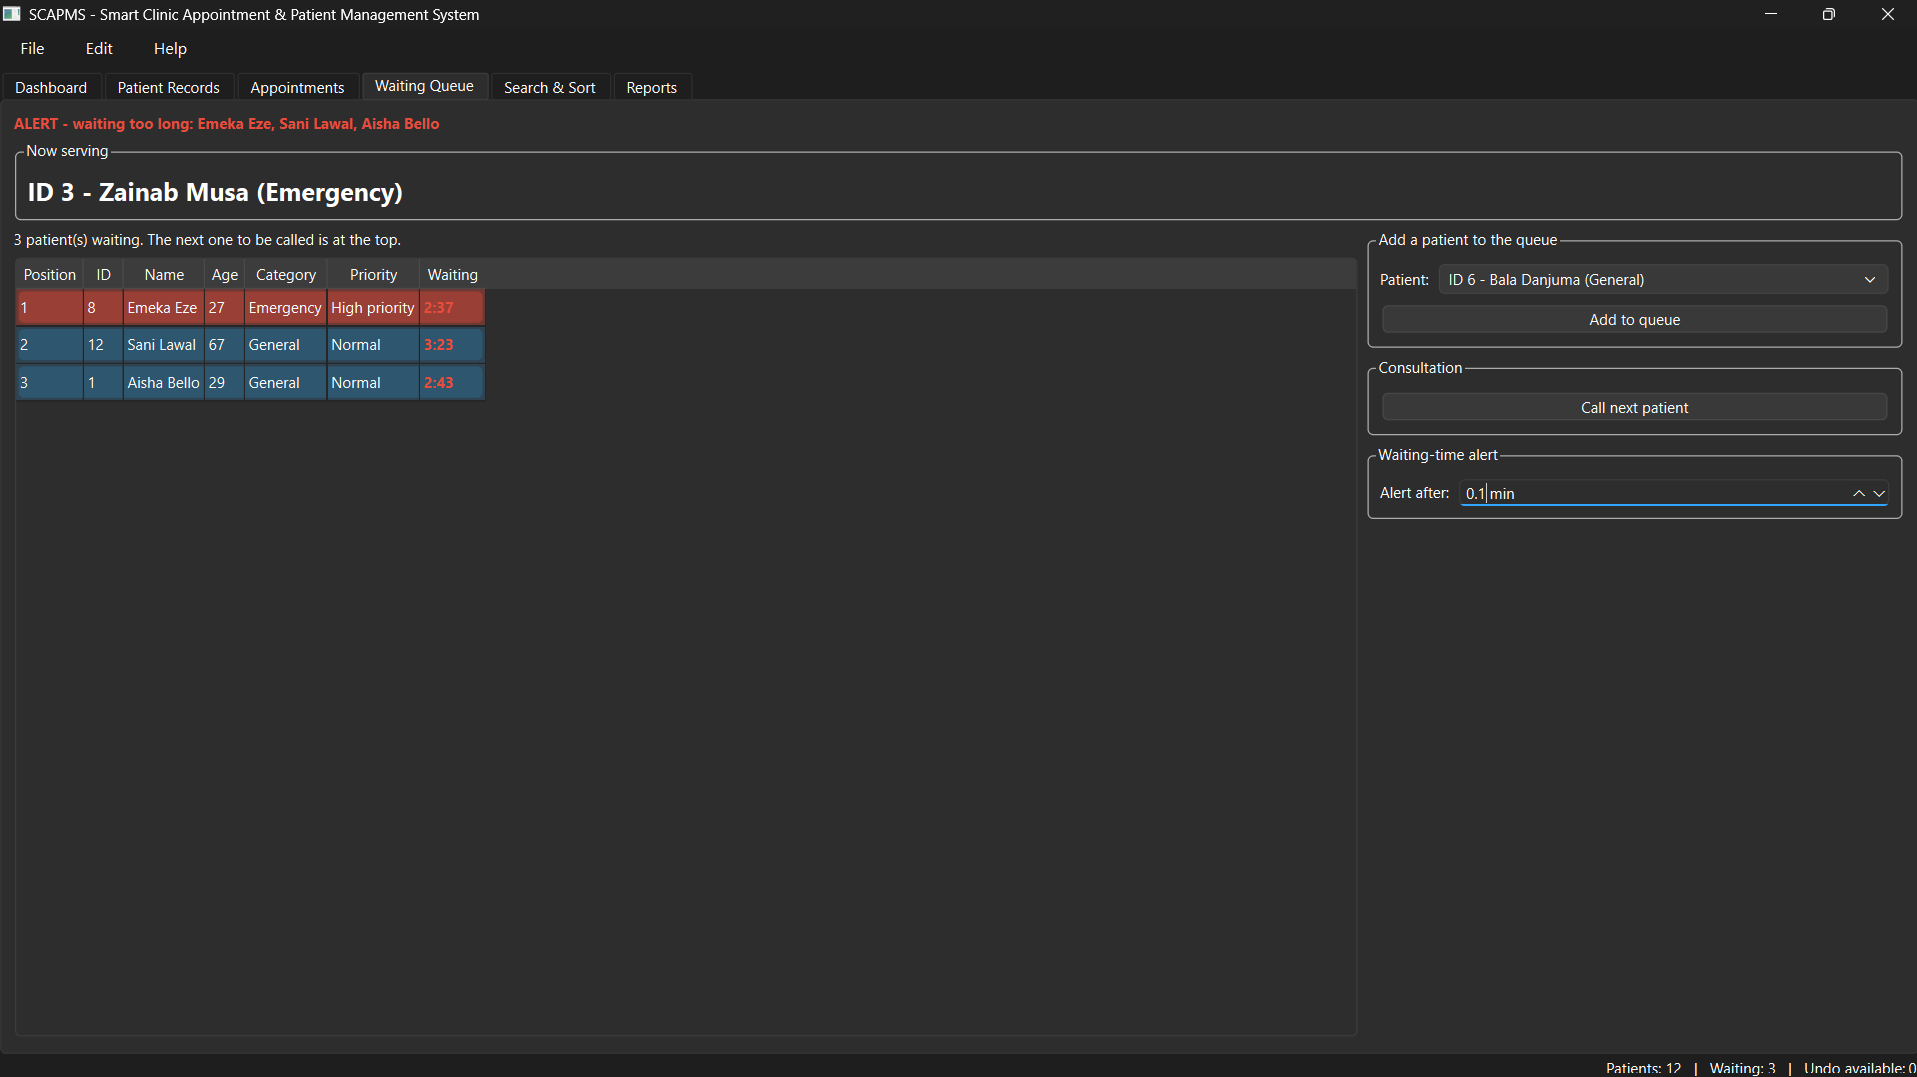 SCAPMS - Smart Clinic Appointment & Patient Management System
File Edit Help
Dashboard Patient Records Appointments Waiting Queue Search & Sort Reports
ALERT - waiting too long: Emeka Eze, Sani Lawal, Aisha Bello
Now serving
ID 3 - Zainab Musa (Emergency)
3 patient(s) waiting. The next one to be called is at the top.
Position ID Name Age Category Priority Waiting
1 8 Emeka Eze 27 Emergency High priority 2:37
2 12 Sani Lawal 67 General Normal 3:23
3 1 Aisha Bello 29 General Normal 2:43
Add a patient to the queue
Patient: ID 6 - Bala Danjuma (General)
Add to queue
Consultation
Call next patient
Waiting-time alert
Alert after: 0.1 min
Patients: 12 | Waiting: 3 | Undo available: 0